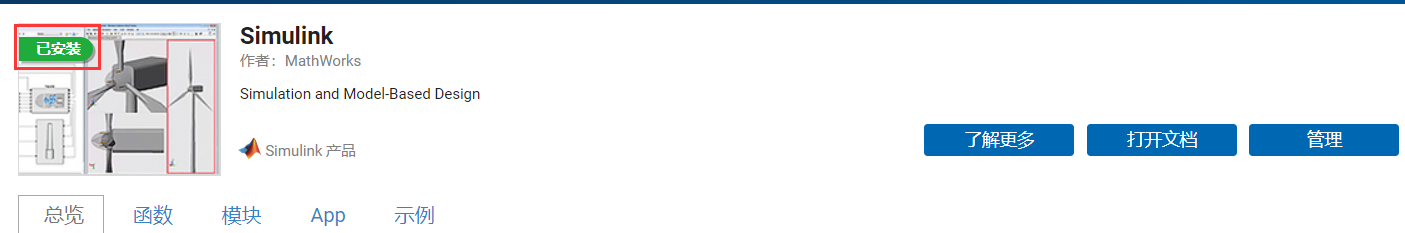 已安装
Simulink
作者：MathWorks
Simulation and Model-Based Design
Simulink 产品
了解更多 打开文档 管理
总览 函数 模块 App 示例